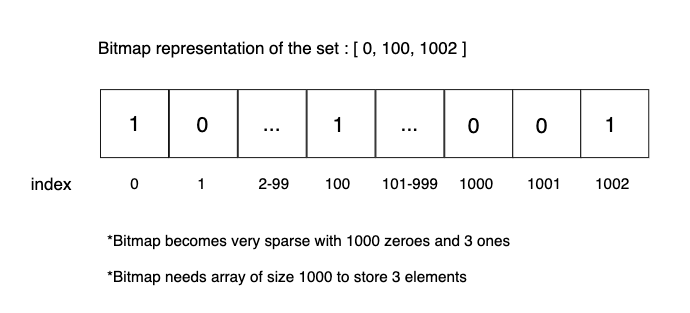 Bitmap representation of the set : [ 0, 100, 1002 ]
1 0 ... 1 ... 0 0 1
index 0 1 2-99 100 101-999 1000 1001 1002
*Bitmap becomes very sparse with 1000 zeroes and 3 ones
*Bitmap needs array of size 1000 to store 3 elements